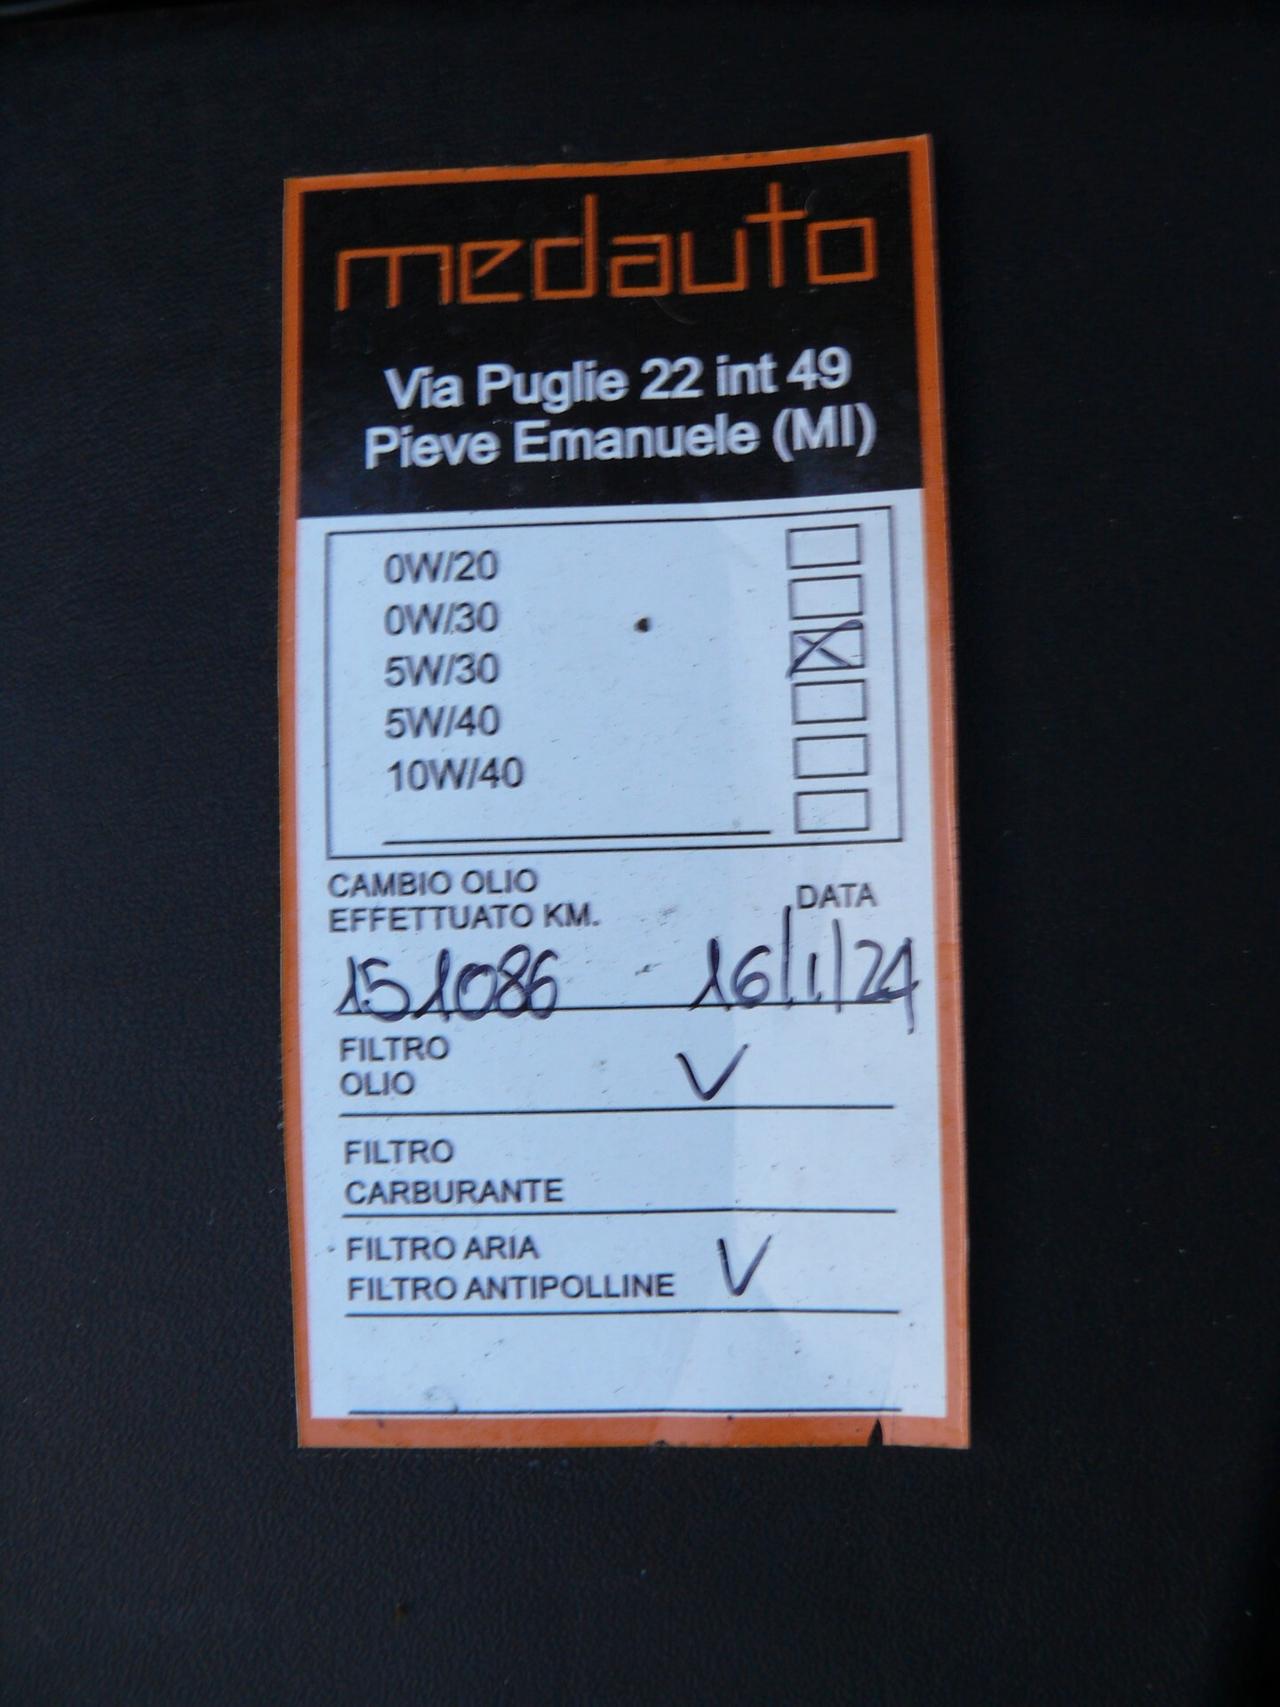 medauto
Via Puglie 22 int 49
Pieve Emanuele (MI)
0W/20
0W/30
5W/30
5W/40
10W/40
CAMBIO OLIO
EFFETTUATO KM.
DATA
151086
16/1/24
FILTRO
OLIO
V
FILTRO
CARBURANTE
FILTRO ARIA
FILTRO ANTIPOLLINE
V